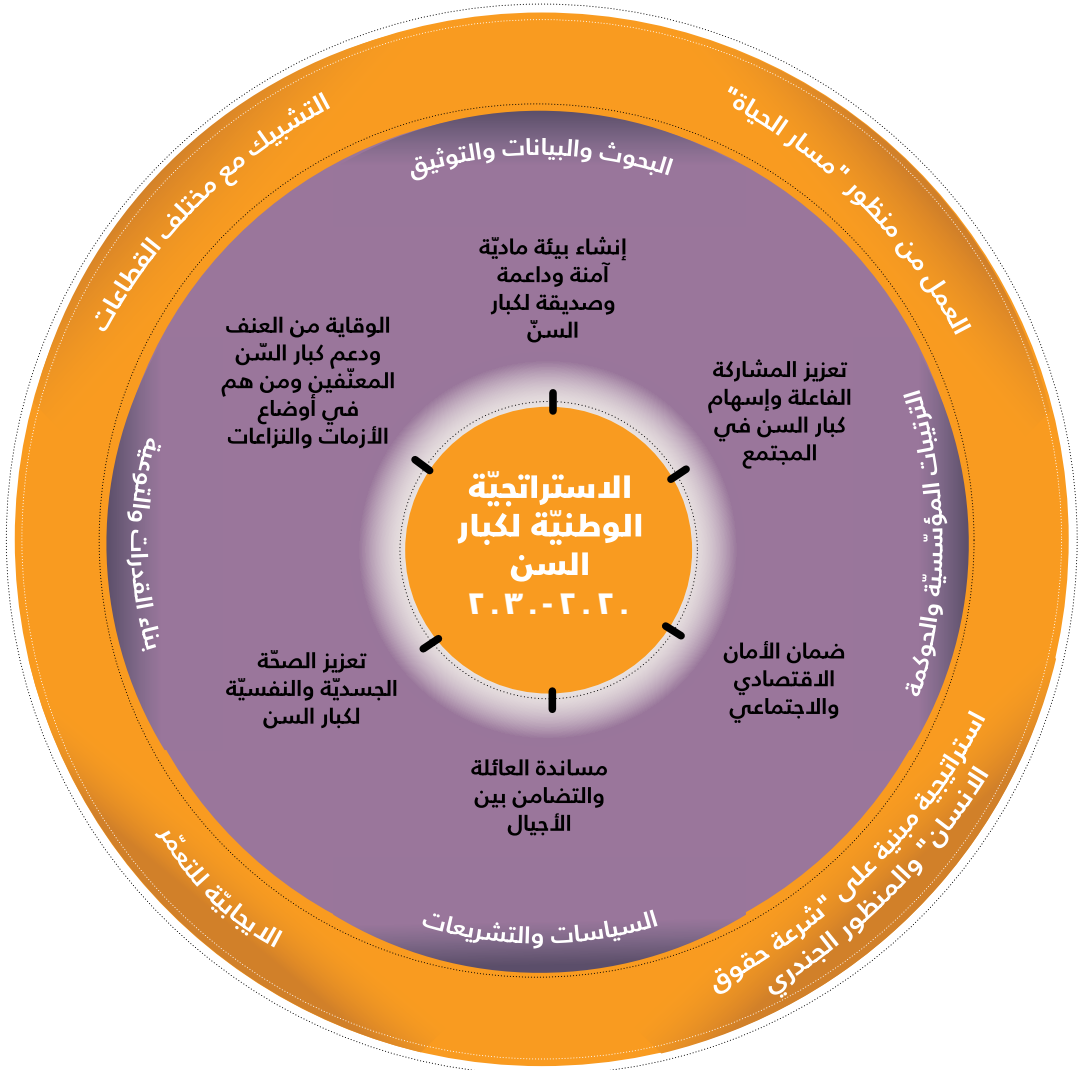 الاستراتجيّة
الوطنيّة لكبار
السن
٢٠٢٠-٢٠٣٠
إنشاء بيئة ماديّة
آمنة وداعمة
وصديقة لكبار
السنّ
تعزيز المشاركة
الفاعلة وإسهام
كبار السن في
المجتمع
ضمان الأمان
الاقتصادي
والاجتماعي
مساندة العائلة
والتضامن بين
الأجيال
تعزيز الصحّة
الجسديّة والنفسيّة
لكبار السن
الوقاية من العنف
ودعم كبار السّن
المعنّفين ومن هم
في أوضاع
الأزمات والنزاعات
البحوث والبيانات والتوثيق
الترتيبات المؤسّسيّة والحوكمة
السياسات والتشريعات
بناء القدرات والتوعية
العمل من منظور "مسار الحياة"
استراتيجية مبنية على "شرعة حقوق
الانسان" والمنظور الجندري
الايجابيّة للتعمّر
التشبيك مع مختلف القطاعات